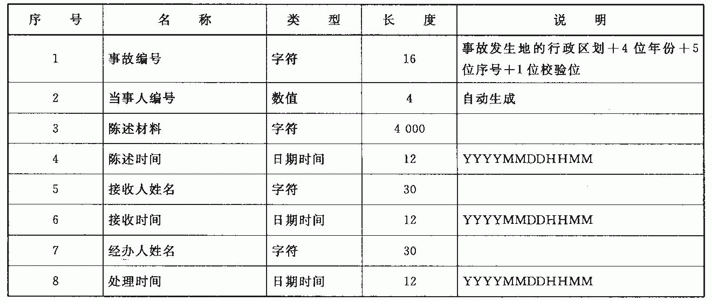 序 号 名 称 类 型 长 度 说 明
1 事故编号 字符 16 事故发生地的行政区划+4 位年份+5
位序号+1 位校验位
2 当事人编号 数值 4 自动生成
3 陈述材料 字符 4 000
4 陈述时间 日期时间 12 YYYYMMDDHHMM
5 接收人姓名 字符 30
6 接收时间 日期时间 12 YYYYMMDDHHMM
7 经办人姓名 字符 30
8 处理时间 日期时间 12 YYYYMMDDHHMM